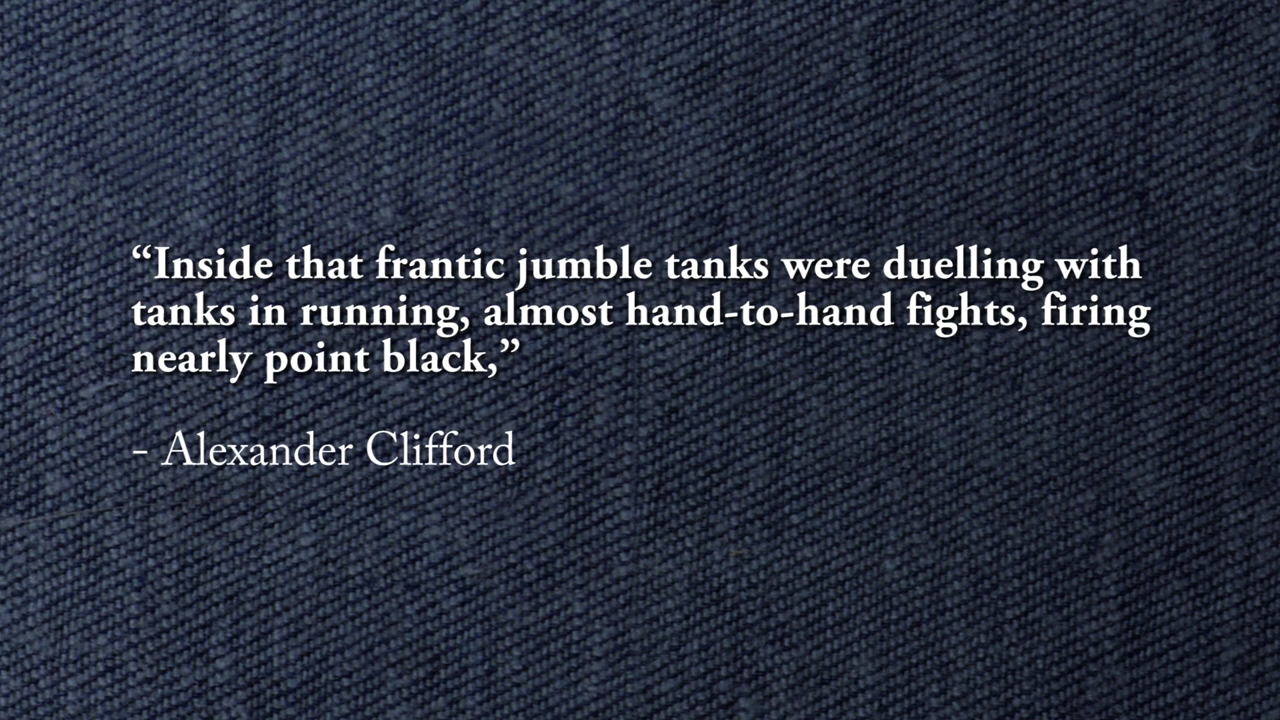 “Inside that frantic jumble tanks were duelling with
tanks in running, almost hand-to-hand fights, firing
nearly point black,”
- Alexander Clifford